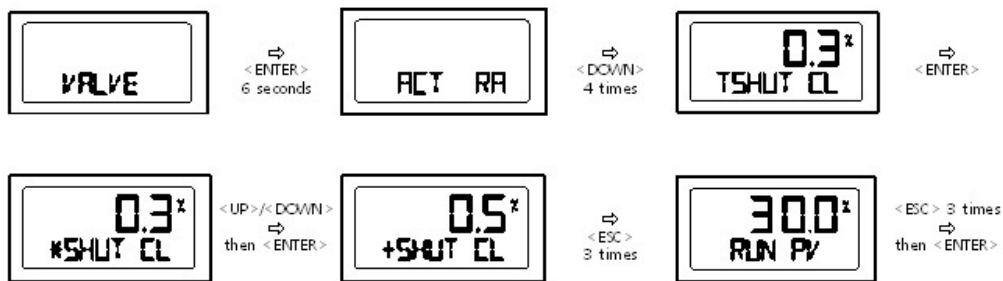 VALVE
⇨
<ENTER>
6 seconds
ACT RA
⇨
<DOWN>
4 times
0.3%
TSHUT CL
⇨
<ENTER>
0.3%
*SHUT CL
<UP>/<DOWN>
⇨
then <ENTER>
0.5%
+SHUT CL
⇨
<ESC>
3 times
30.0%
RUN PV
<ESC> 3 times
⇨
then <ENTER>